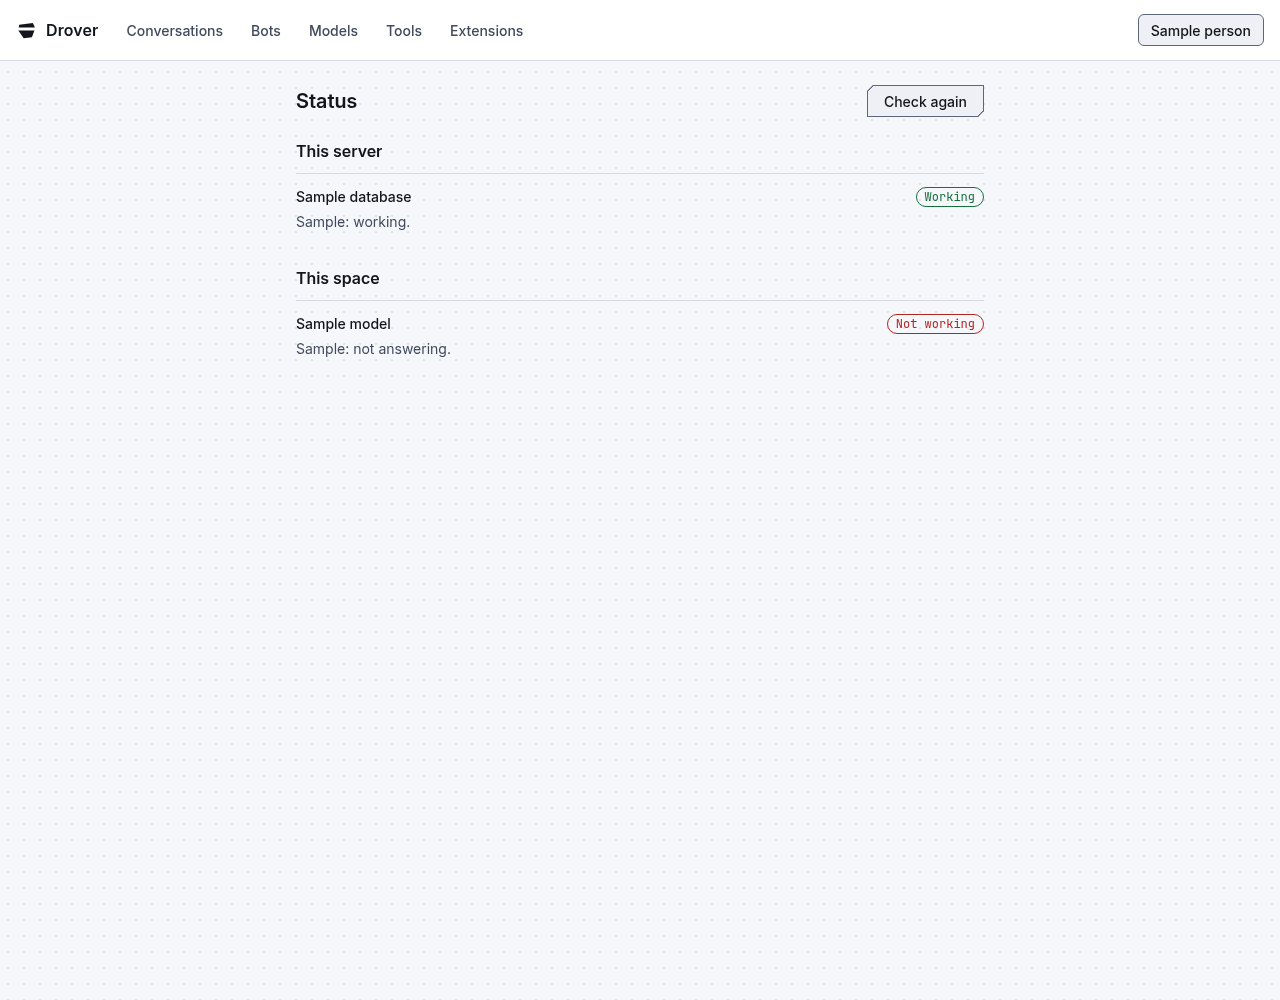 Drover
Conversations
Bots
Models
Tools
Extensions
Sample person
Status
Check again
This server
Sample database
Working
Sample: working.
This space
Sample model
Not working
Sample: not answering.